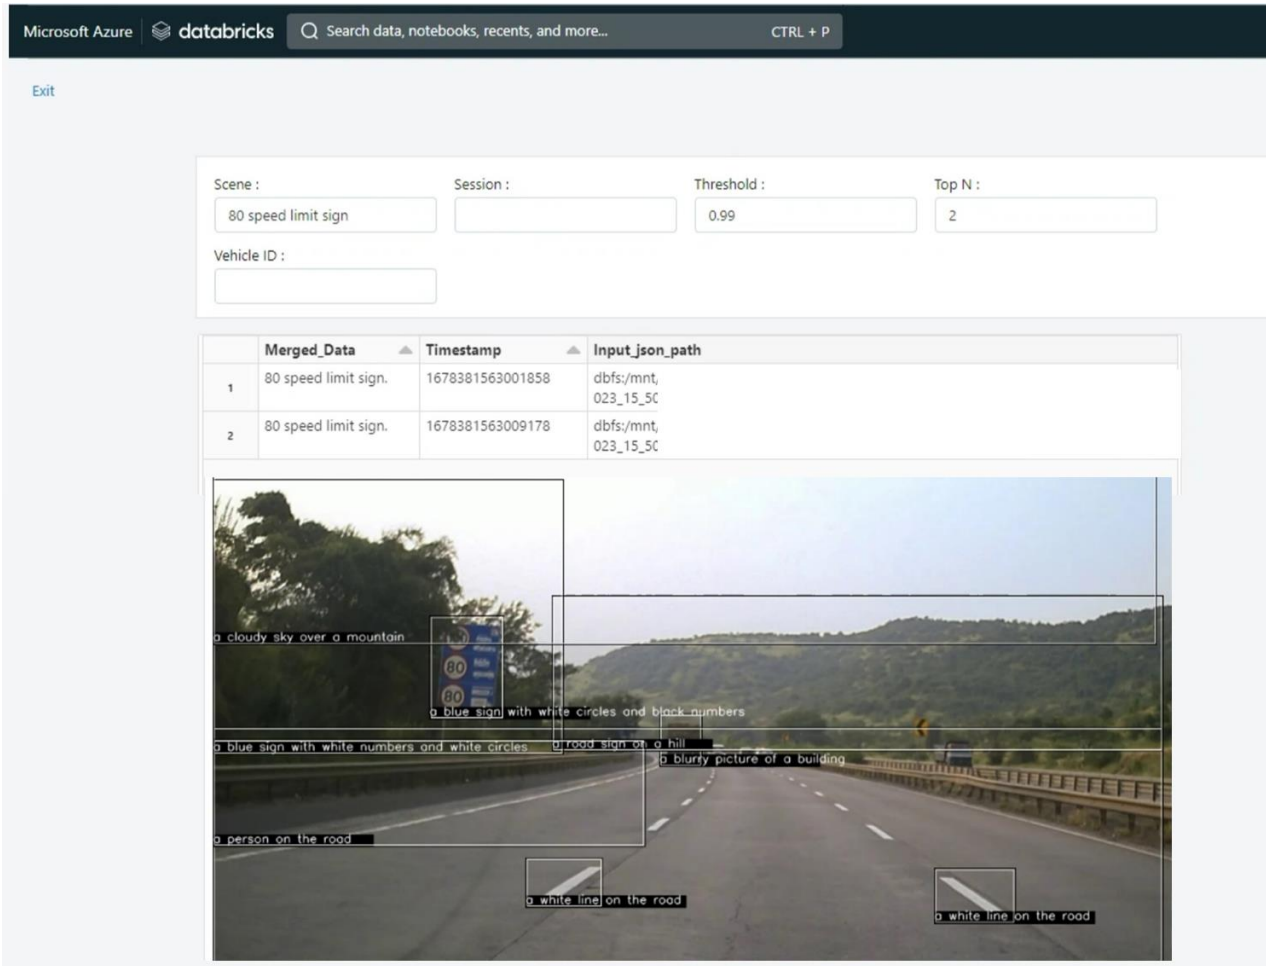 Microsoft Azure databricks Search data, notebooks, recents, and more... CTRL + P
Exit
Scene : Session : Threshold : Top N :
80 speed limit sign 0.99 2
Vehicle ID :
Merged_Data Timestamp Input_json_path
1 80 speed limit sign. 1678381563001858 dbfs:/mnt,
023_15_50
2 80 speed limit sign. 1678381563009178 dbfs:/mnt,
023_15_50
a cloudy sky over a mountain
80
80
a blue sign with white circles and black numbers
a blue sign with white numbers and white circles
a road sign on a hill
a blurry picture of a building
a person on the road
a white line on the road
a white line on the road